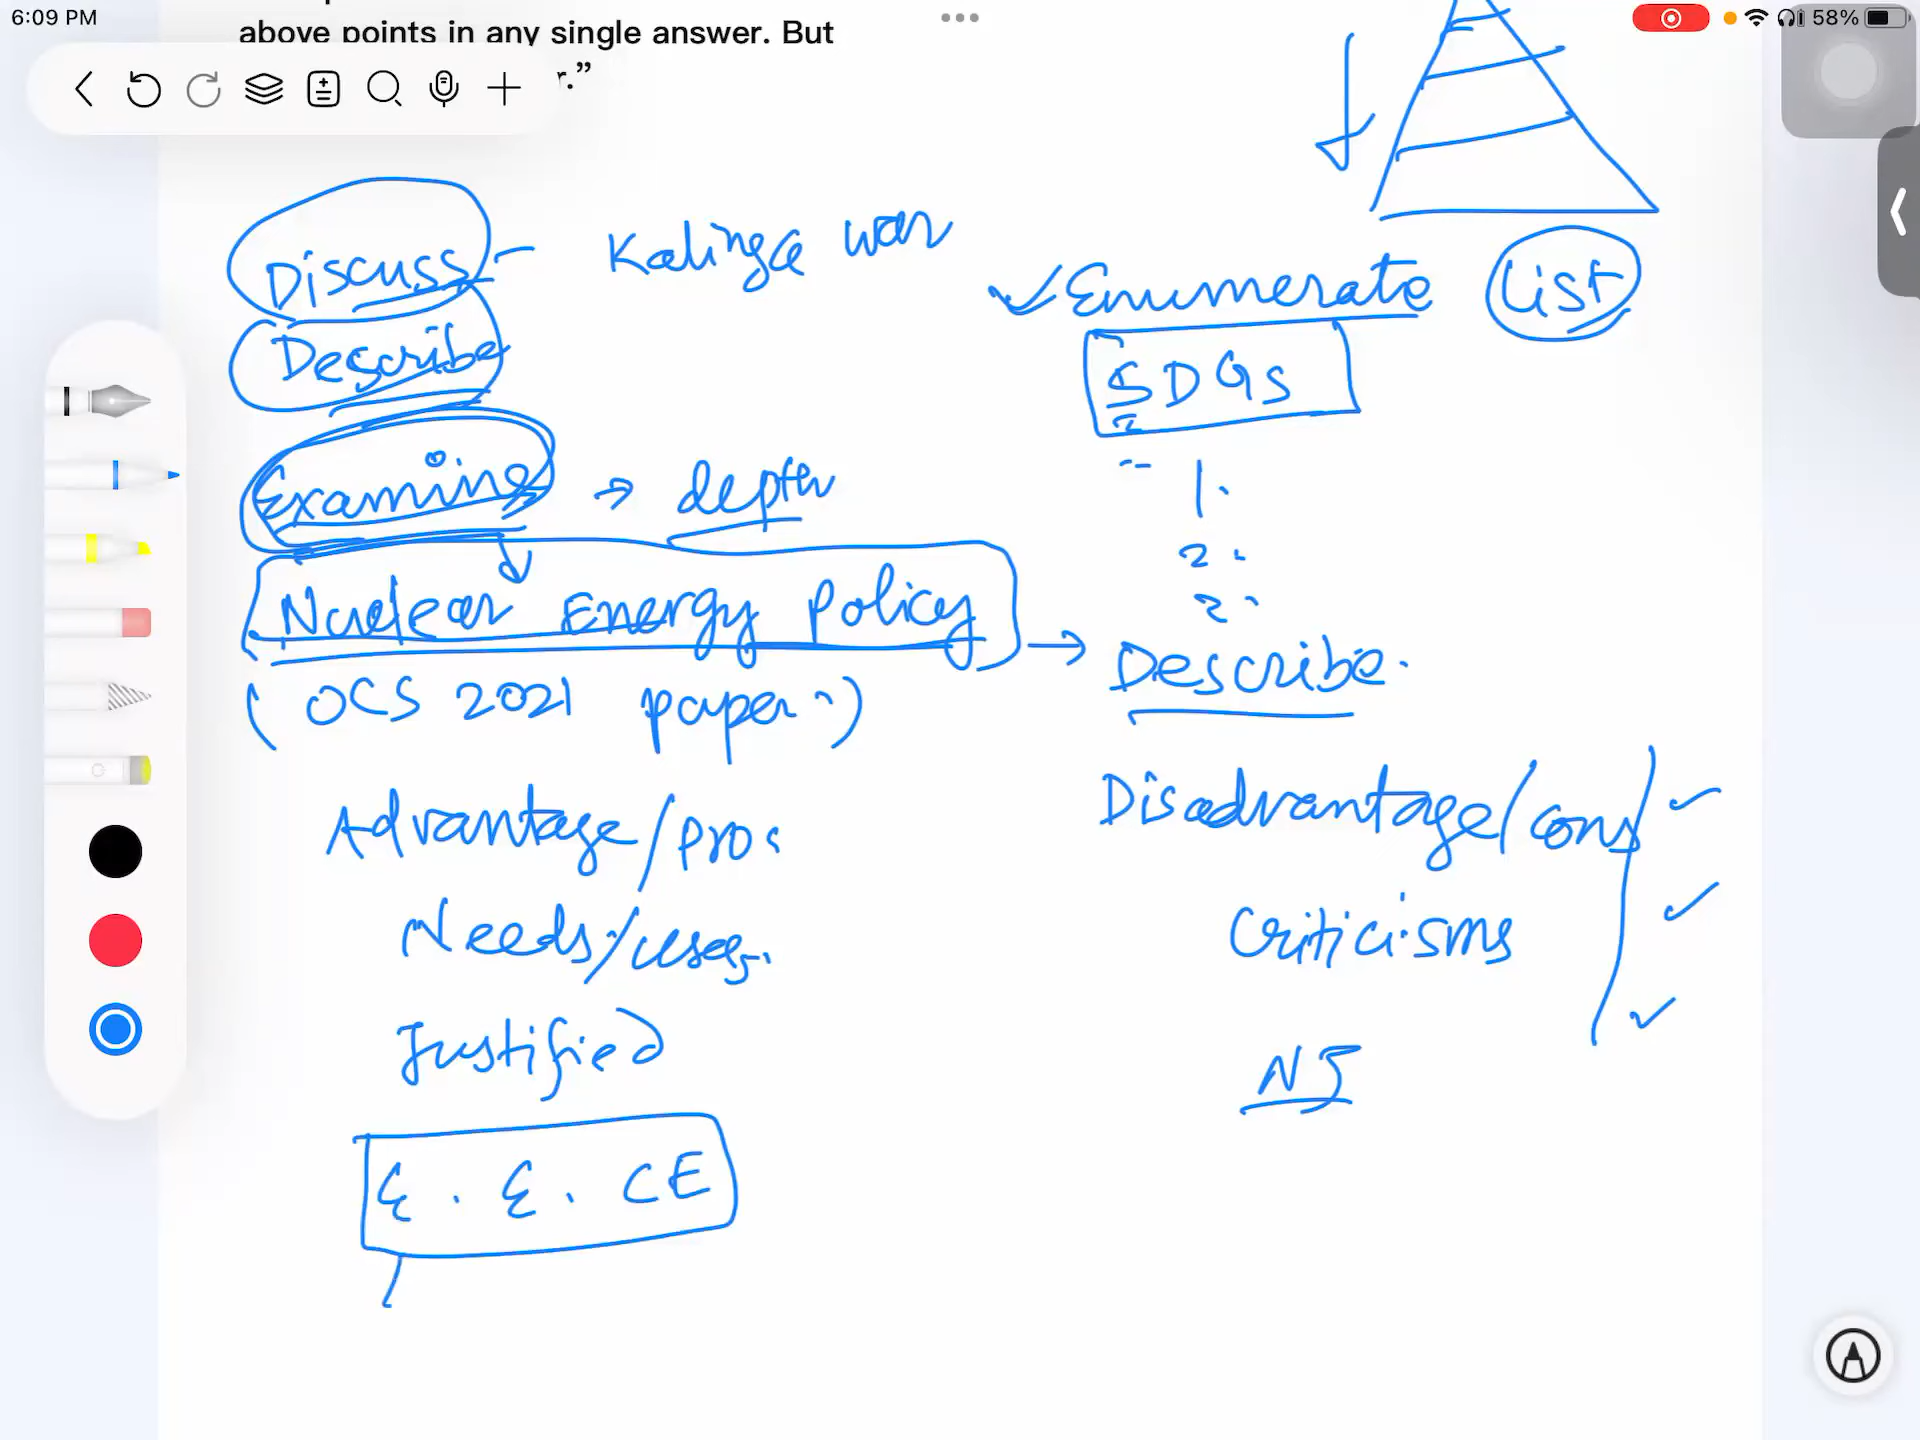 6:09 PM
58%
above points in any single answer. But
r.”
Discuss - Kalinga war
Describe
Examine → depth
Nuclear Energy Policy
(OCS 2021 paper)
Advantage/pros
Needs/uses
Justified
E. E. CE
✓ Enumerate List
SDGs
1.
2.
2.
→ Describe.
Disadvantage/cons ✓
Criticisms ✓
✓
NJ